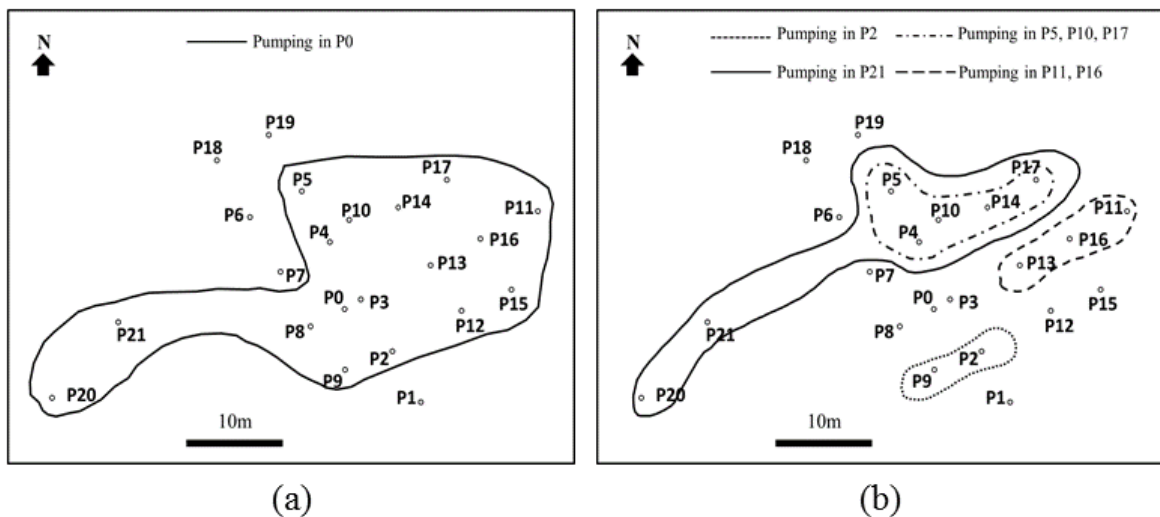 N
Pumping in P0
P19
P18
P17
P5
P14
P11
P10
P6
P4
P16
P13
P7
P15
P0
P3
P12
P8
P21
P2
P9
P20
P1
10m
(a)
N
Pumping in P2
Pumping in P5, P10, P17
Pumping in P21
Pumping in P11, P16
P19
P18
P17
P5
P14
P11
P10
P6
P4
P16
P13
P7
P15
P0
P3
P12
P8
P21
P2
P9
P20
P1
10m
(b)